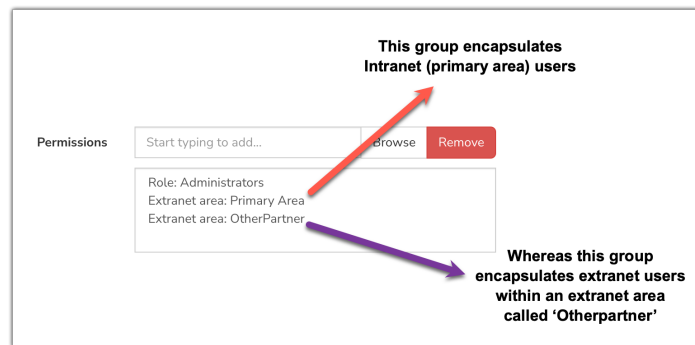 This group encapsulates
Intranet (primary area) users
Permissions
Start typing to add...
Browse
Remove
Role: Administrators
Extranet area: Primary Area
Extranet area: OtherPartner
Whereas this group
encapsulates extranet users
within an extranet area
called ‘Otherpartner’